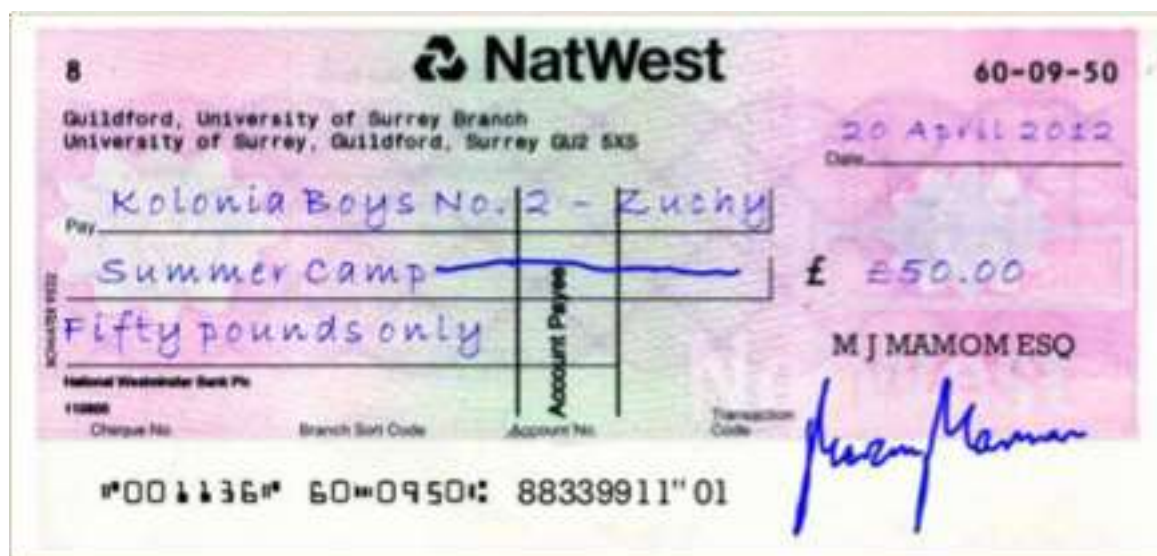 8 NatWest 60-09-50
Guildford, University of Surrey Branch
University of Surrey, Guildford, Surrey GU2 5XS
20 April 2012
Date
Pay Kolonia Boys No. 2 - Zuchy
Summer Camp
£ £50.00
Fifty pounds only
Account Payee
M J MAMOM ESQ
National Westminster Bank Plc
Cheque No. Branch Sort Code Account No. Transaction Code
"001136" 60"0950: 88339911" 01